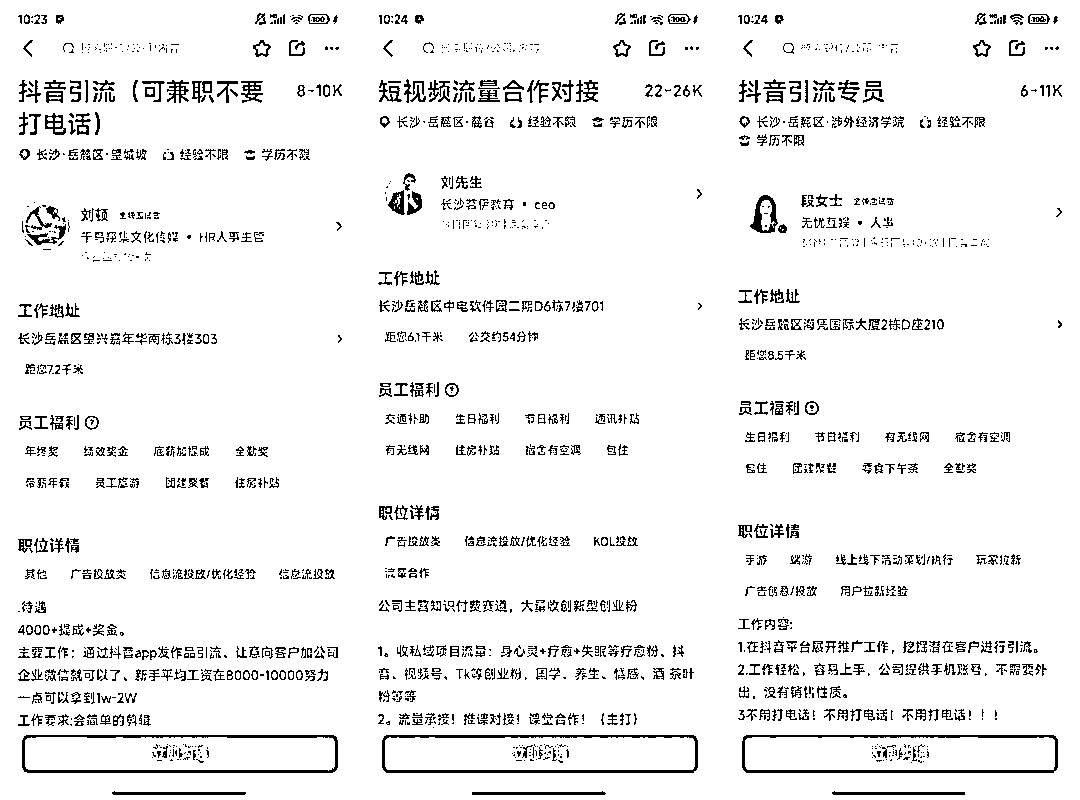 10:23
抖音引流（可兼职不要
打电话）
8-10K
长沙·岳麓区·望城坡 经验不限 学历不限
刘顿
千鸟翔集文化传媒 • HR人事主管
工作地址
长沙岳麓区望兴嘉年华南栋3楼303
距您7.2千米
员工福利
年终奖 绩效奖金 底薪加提成 全勤奖
带薪年假 员工旅游 团建聚餐 住房补贴
职位详情
其他 广告投放类 信息流投放/优化经验 信息流投放
.待遇
4000+提成+奖金。
主要工作：通过抖音app发作品引流、让意向客户加公司
企业微信就可以了、新手平均工资在8000-10000努力
一点可以拿到1w-2W
工作要求:会简单的剪辑
立即沟通
10:24
短视频流量合作对接
22-26K
长沙·岳麓区·麓谷 经验不限 学历不限
刘先生
• ceo
工作地址
长沙岳麓区中电软件园二期D6栋7楼701
距您6.1千米 公交约54分钟
员工福利
交通补助 生日福利 节日福利 通讯补贴
有无线网 住房补贴 宿舍有空调 包住
职位详情
广告投放类 信息流投放/优化经验 KOL投放
流量合作
公司主营知识付费赛道，大量收创新型创业粉
1。收私域项目流量：身心灵+疗愈+失眠等疗愈粉、抖
音、视频号、Tk等创业粉，国学、养生、情感、酒 茶叶
粉等等
2。流量承接！推课对接！课堂合作！（主打）
立即沟通
10:24
抖音引流专员
6-11K
长沙·岳麓区·涉外经济学院 经验不限
学历不限
段女士
无忧互娱 • 人事
工作地址
长沙岳麓区海凭国际大厦2栋D座210
距您8.5千米
员工福利
生日福利 节日福利 有无线网 宿舍有空调
包住 团建聚餐 零食下午茶 全勤奖
职位详情
手游 端游 线上线下活动策划/执行 玩家拉新
广告创意/投放 用户拉新经验
工作内容:
1.在抖音平台展开推广工作，挖掘潜在客户进行引流。
2.工作轻松，容易上手，公司提供手机账号，不需要外
出，没有销售性质。
3不用打电话！不用打电话！不用打电话！！！
立即沟通